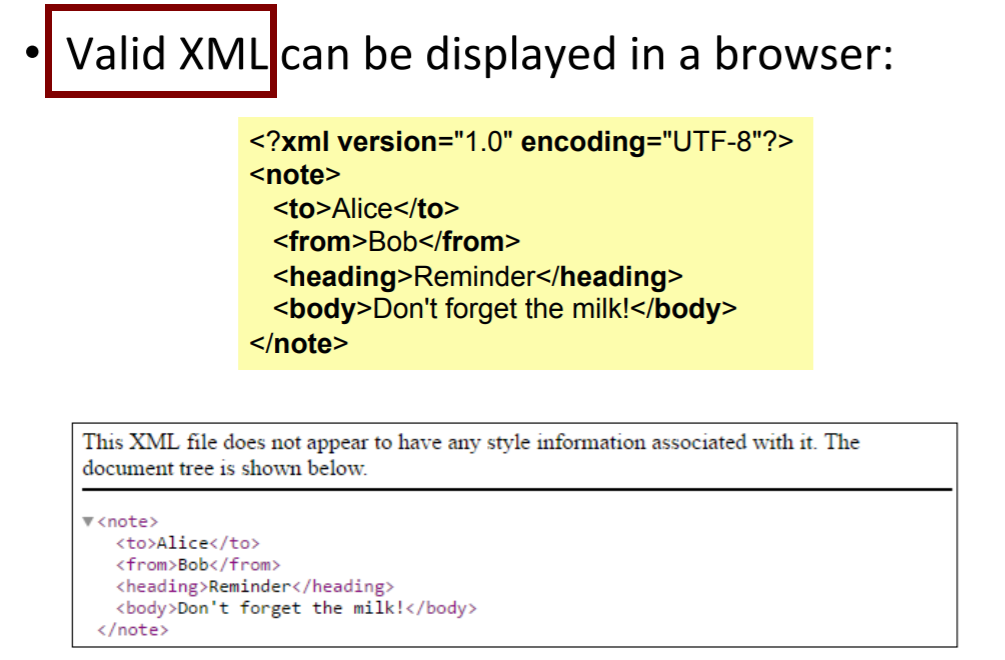 • Valid XML can be displayed in a browser:
<?xml version="1.0" encoding="UTF-8"?>
<note>
<to>Alice</to>
<from>Bob</from>
<heading>Reminder</heading>
<body>Don't forget the milk!</body>
</note>
This XML file does not appear to have any style information associated with it. The
document tree is shown below.
▼<note>
<to>Alice</to>
<from>Bob</from>
<heading>Reminder</heading>
<body>Don't forget the milk!</body>
</note>